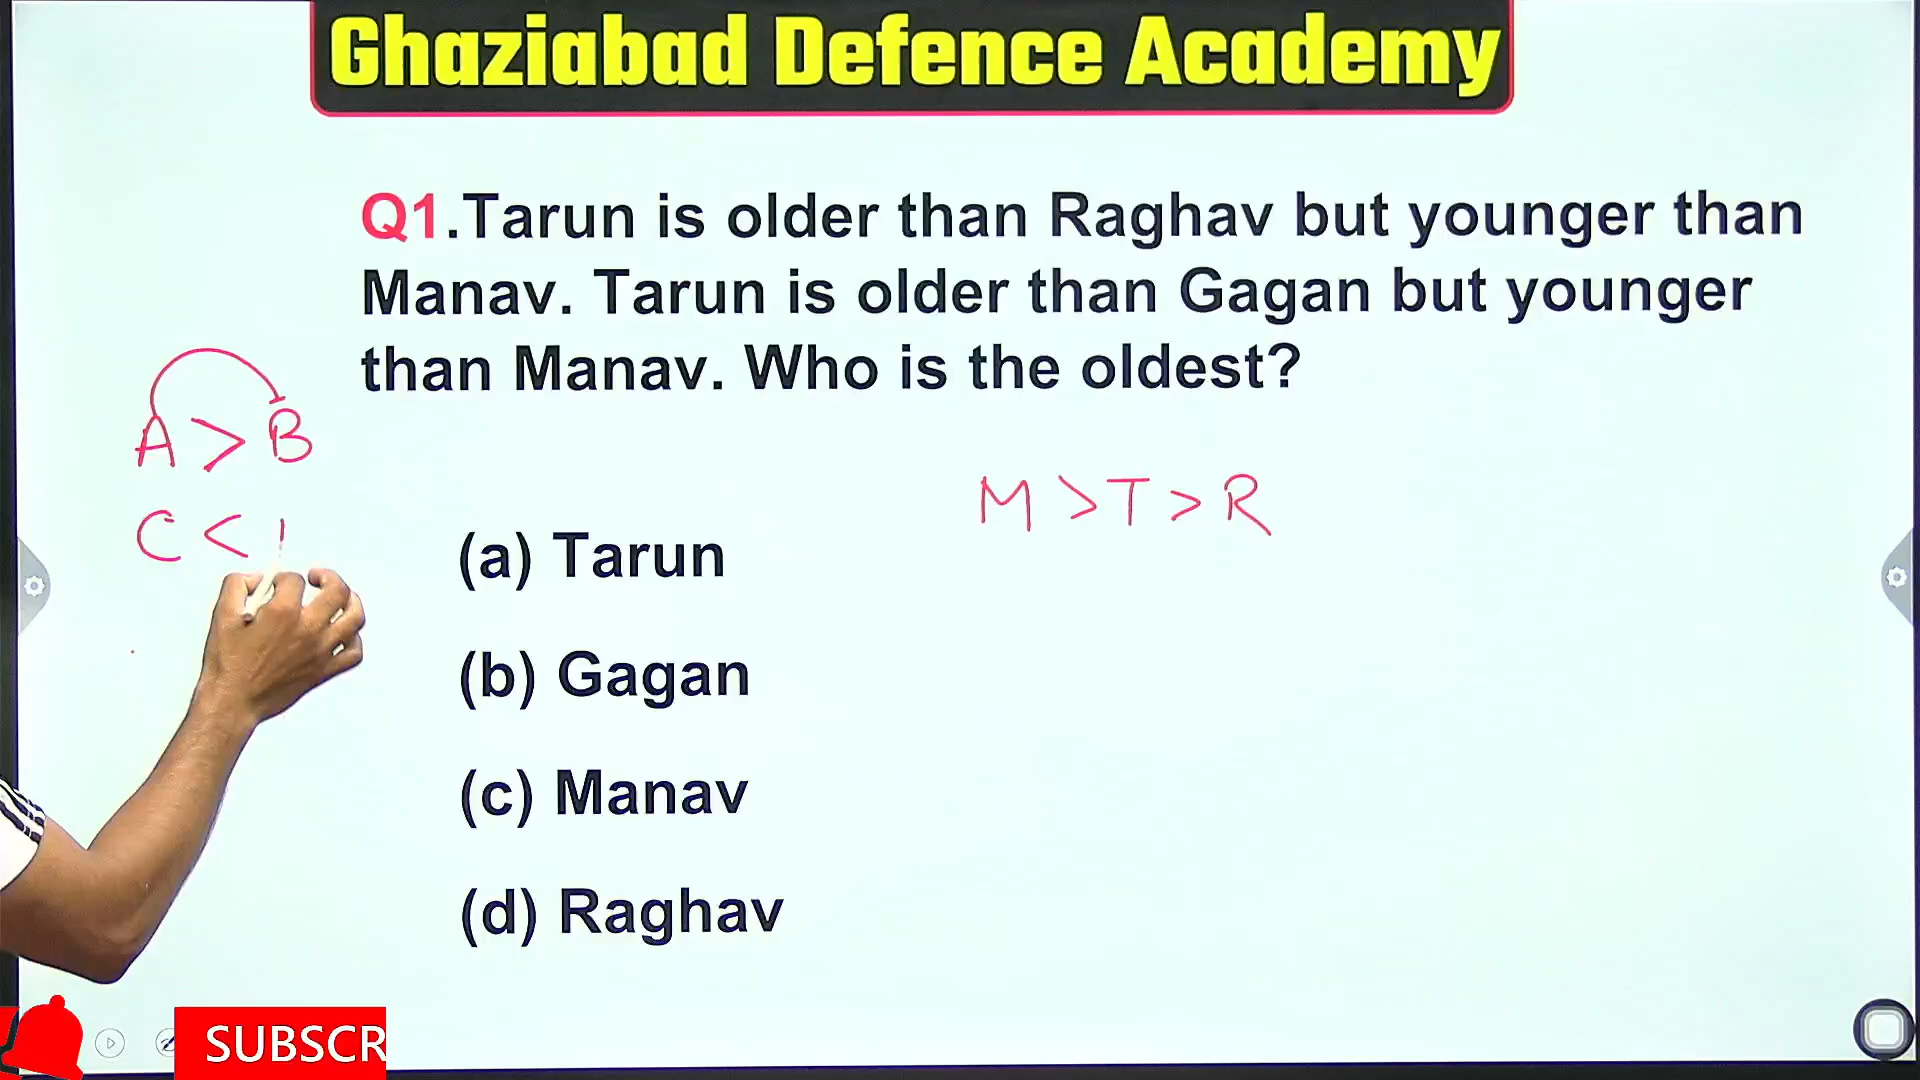 Ghaziabad Defence Academy
Q1.Tarun is older than Raghav but younger than
Manav. Tarun is older than Gagan but younger
than Manav. Who is the oldest?
A > B
C <
M > T > R
(a) Tarun
(b) Gagan
(c) Manav
(d) Raghav
SUBSCR